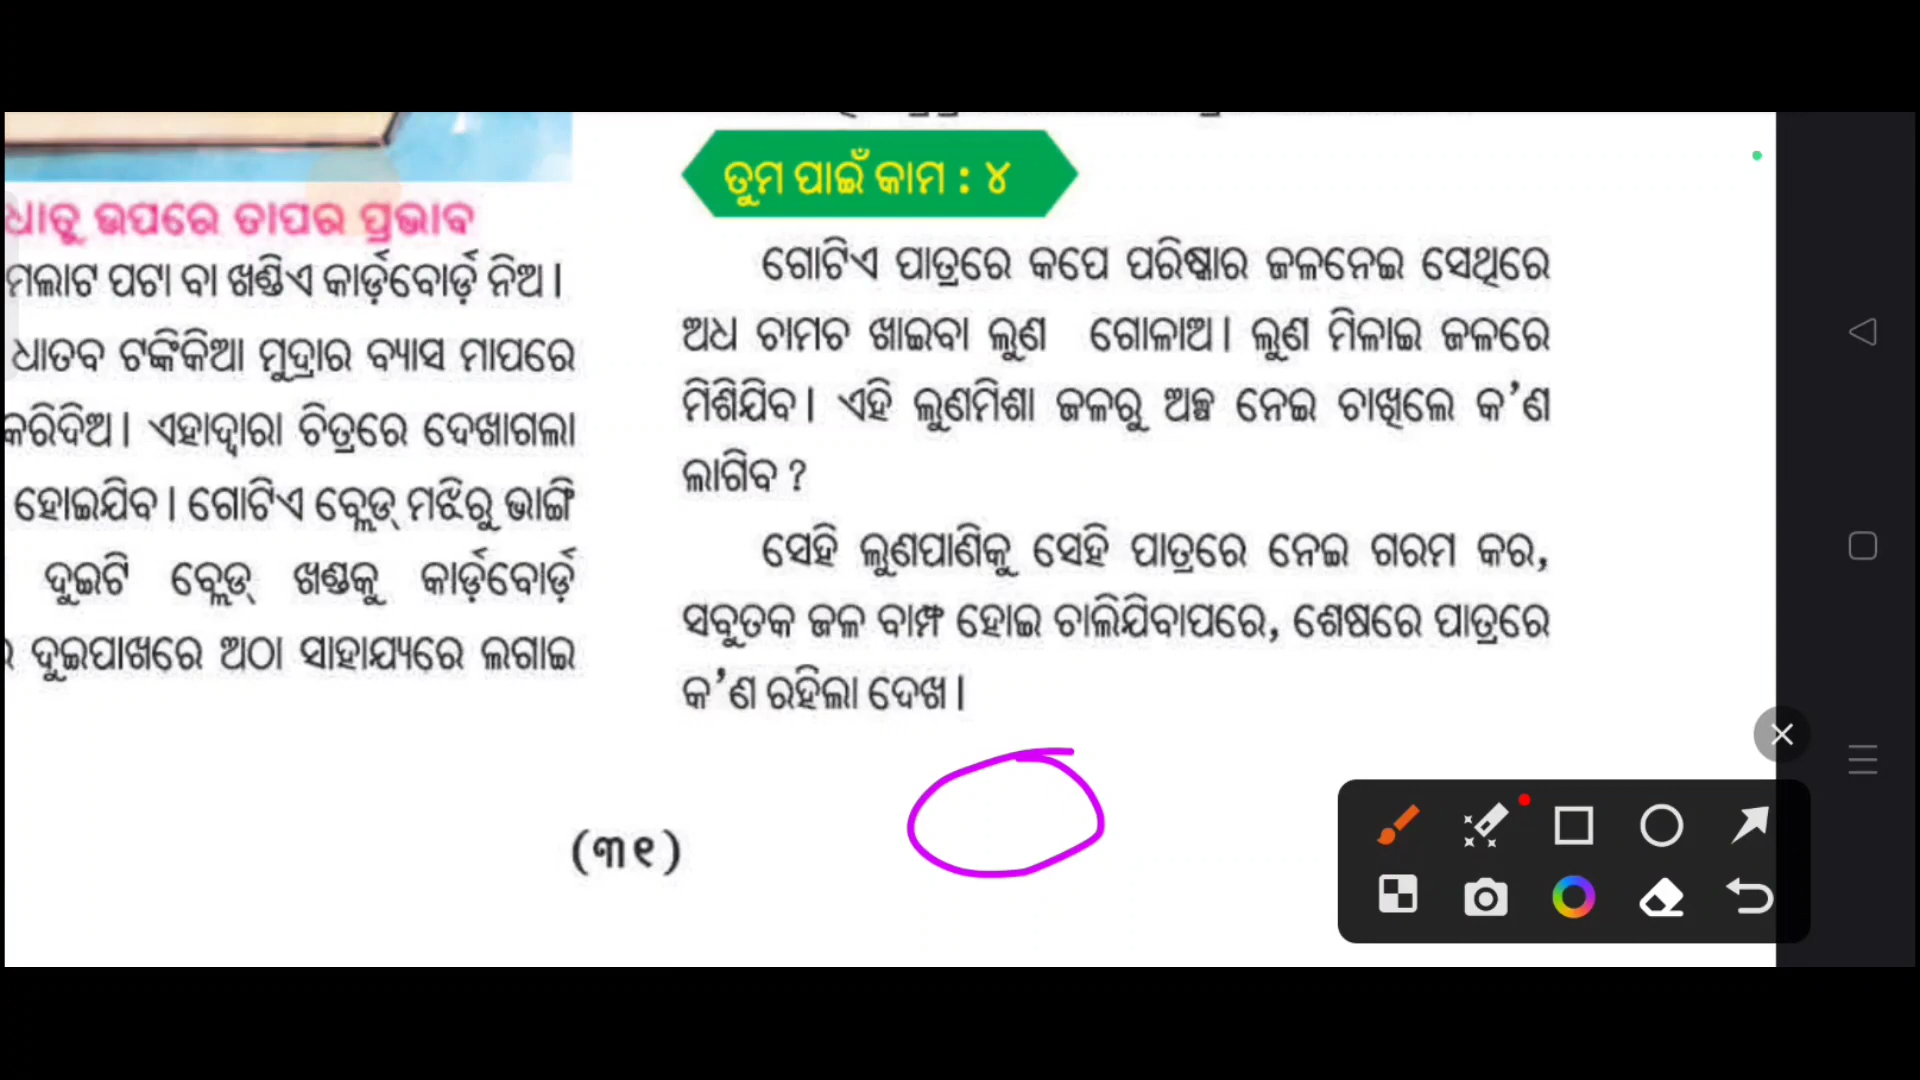 ଧାତୁ ଉପରେ ତାପର ପ୍ରଭାବ
ମଲାଟ ପଟା ବା ଖଣ୍ଡିଏ କାର୍ଡ଼ବୋର୍ଡ଼ ନିଅ।
ଧାତବ ଟଙ୍କିକିଆ ମୁଦ୍ରାର ବ୍ୟାସ ମାପରେ
କରିଦିଅ। ଏହାଦ୍ୱାରା ଚିତ୍ରରେ ଦେଖାଗଲା
ହୋଇଯିବ। ଗୋଟିଏ ବ୍ଲେଡ୍ ମଝିରୁ ଭାଙ୍ଗି
ଦୁଇଟି ବ୍ଲେଡ୍ ଖଣ୍ଡକୁ କାର୍ଡ଼ବୋର୍ଡ଼
ଦୁଇପାଖରେ ଅଠା ସାହାଯ୍ୟରେ ଲଗାଇ
ତୁମ ପାଇଁ କାମ : ୪
ଗୋଟିଏ ପାତ୍ରରେ କପେ ପରିଷ୍କାର ଜଳନେଇ ସେଥିରେ
ଅଧ ଚାମଚ ଖାଇବା ଲୁଣ ଗୋଳାଅ। ଲୁଣ ମିଳାଇ ଜଳରେ
ମିଶିଯିବ। ଏହି ଲୁଣମିଶା ଜଳରୁ ଅଳ୍ପ ନେଇ ଚାଖିଲେ କ’ଣ
ଲାଗିବ ?
ସେହି ଲୁଣପାଣିକୁ ସେହି ପାତ୍ରରେ ନେଇ ଗରମ କର,
ସବୁତକ ଜଳ ବାମ୍ଫ ହୋଇ ଚାଲିଯିବାପରେ, ଶେଷରେ ପାତ୍ରରେ
କ’ଣ ରହିଲା ଦେଖ।
(୩୧)